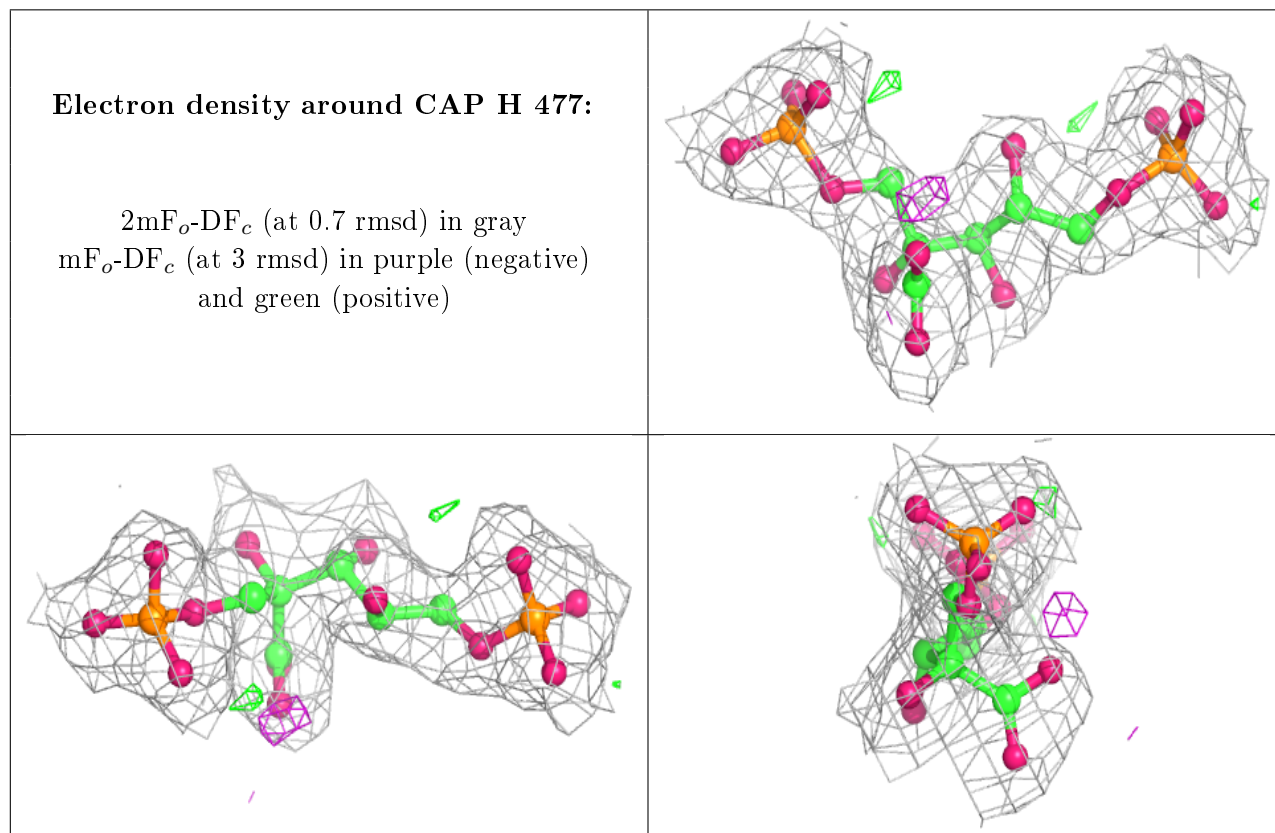 Electron density around CAP H 477:
2mFₒ-DF𝒸 (at 0.7 rmsd) in gray
mFₒ-DF𝒸 (at 3 rmsd) in purple (negative)
and green (positive)